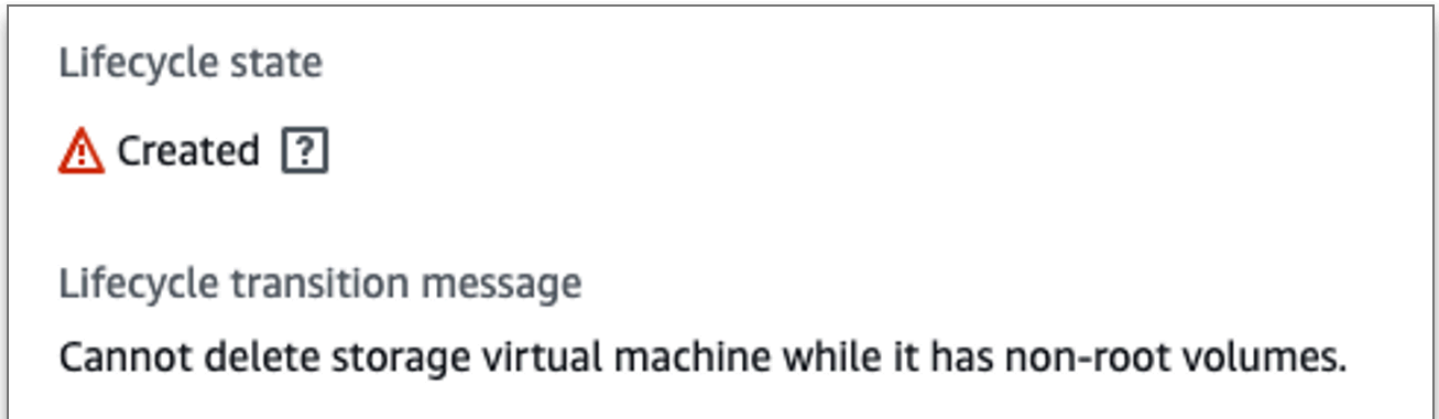 Lifecycle state
Created ?
Lifecycle transition message
Cannot delete storage virtual machine while it has non-root volumes.